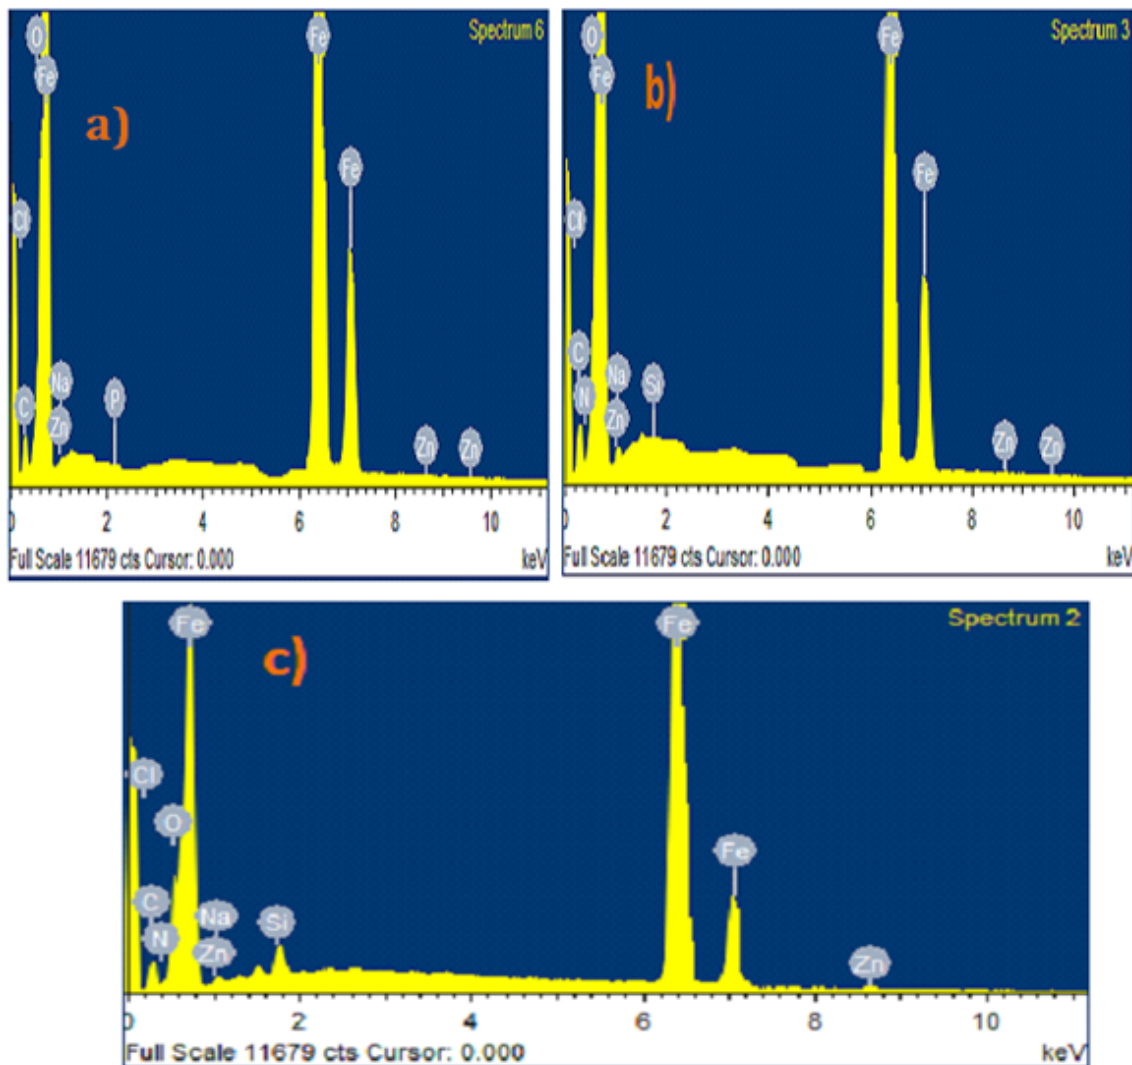 Spectrum 6
a)
O
Fe
Fe
Fe
Cl
C
Na
Zn
P
Zn
Zn
0 2 4 6 8 10
Full Scale 11679 cts Cursor: 0.000 keV
Spectrum 3
b)
O
Fe
Fe
Fe
Cl
C
N
Na
Zn
Si
Zn
Zn
0 2 4 6 8 10
Full Scale 11679 cts Cursor: 0.000 keV
Spectrum 2
c)
Fe
Fe
Cl
O
Fe
C
Na
Si
N
Zn
Zn
0 2 4 6 8 10
Full Scale 11679 cts Cursor: 0.000 keV